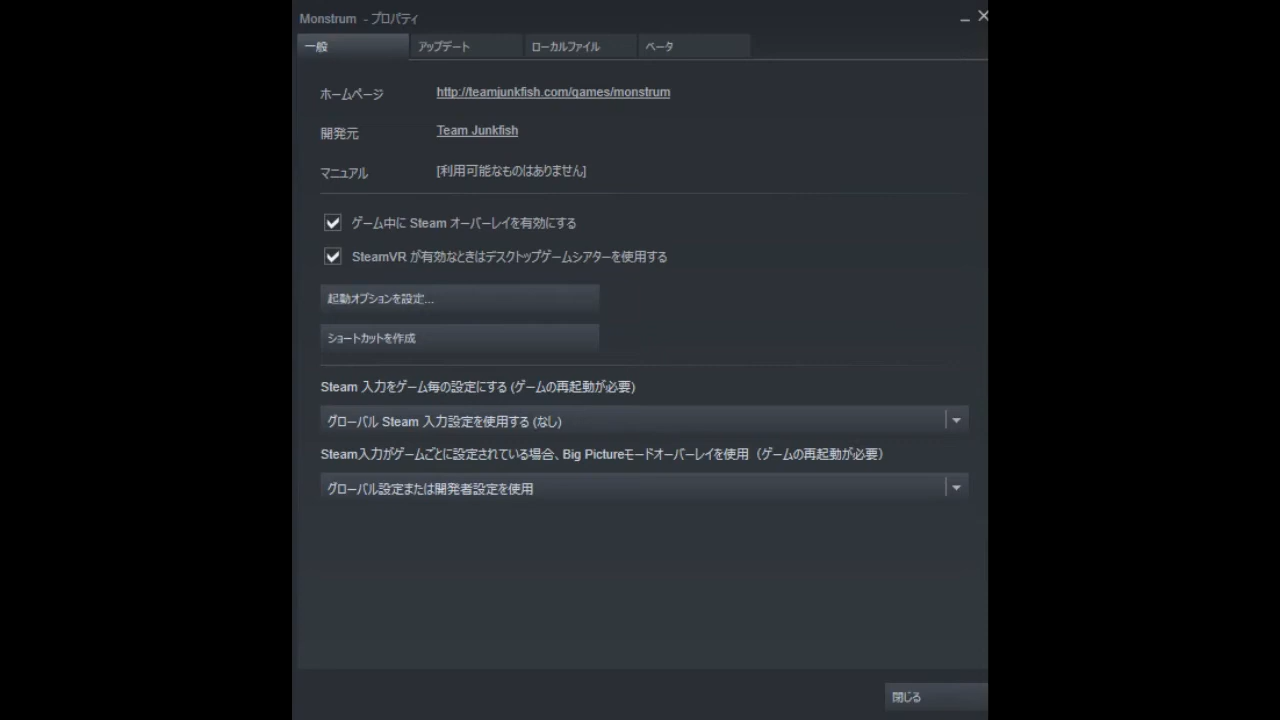 Monstrum - プロパティ
一般 アップデート ローカルファイル ベータ
ホームページ http://teamjunkfish.com/games/monstrum
開発元 Team Junkfish
マニュアル [利用可能なものはありません]
ゲーム中に Steam オーバーレイを有効にする
SteamVR が有効なときはデスクトップゲームシアターを使用する
起動オプションを設定...
ショートカットを作成
Steam 入力をゲーム毎の設定にする (ゲームの再起動が必要)
グローバル Steam 入力設定を使用する (なし)
Steam入力がゲームごとに設定されている場合、Big Pictureモードオーバーレイを使用（ゲームの再起動が必要）
グローバル設定または開発者設定を使用
閉じる